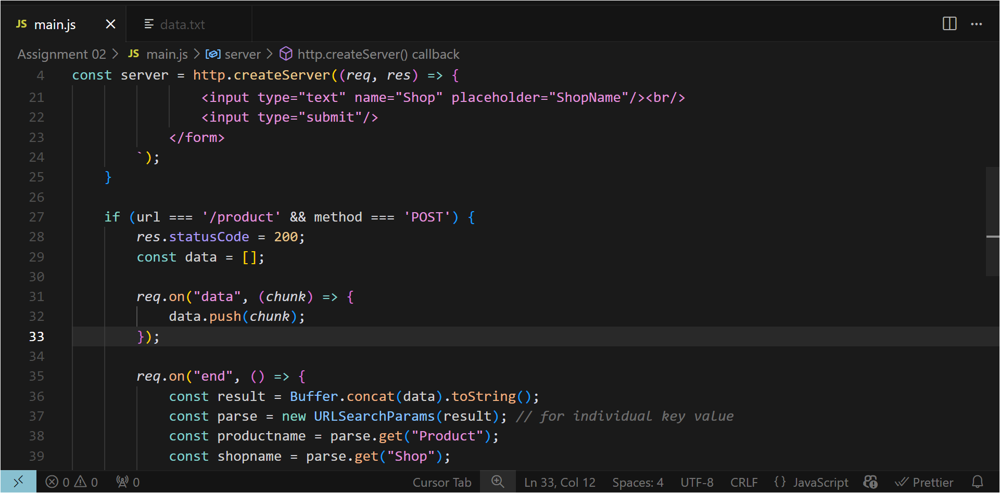 JS main.js data.txt
Assignment 02 > JS main.js > server > http.createServer() callback
4 const server = http.createServer((req, res) => {
21 <input type="text" name="Shop" placeholder="ShopName"/><br/>
22 <input type="submit"/>
23 </form>
24 `);
25 }
26
27 if (url === '/product' && method === 'POST') {
28 res.statusCode = 200;
29 const data = [];
30
31 req.on("data", (chunk) => {
32 data.push(chunk);
33 });
34
35 req.on("end", () => {
36 const result = Buffer.concat(data).toString();
37 const parse = new URLSearchParams(result); // for individual key value
38 const productname = parse.get("Product");
39 const shopname = parse.get("Shop");
0 0 0 Cursor Tab Ln 33, Col 12 Spaces: 4 UTF-8 CRLF {} JavaScript Prettier